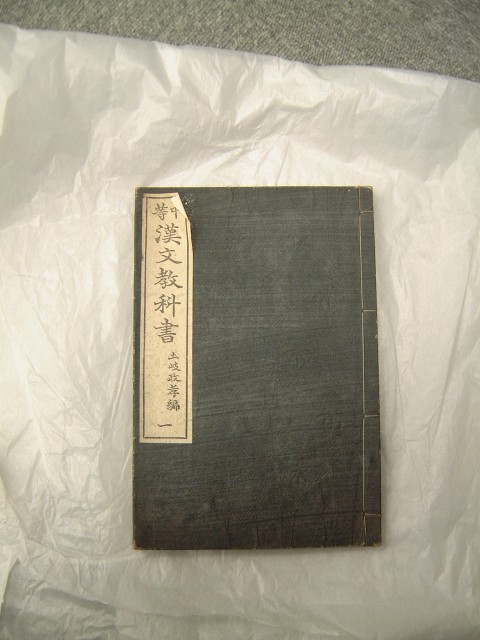 中等
漢文教科書
土岐政孝編
一